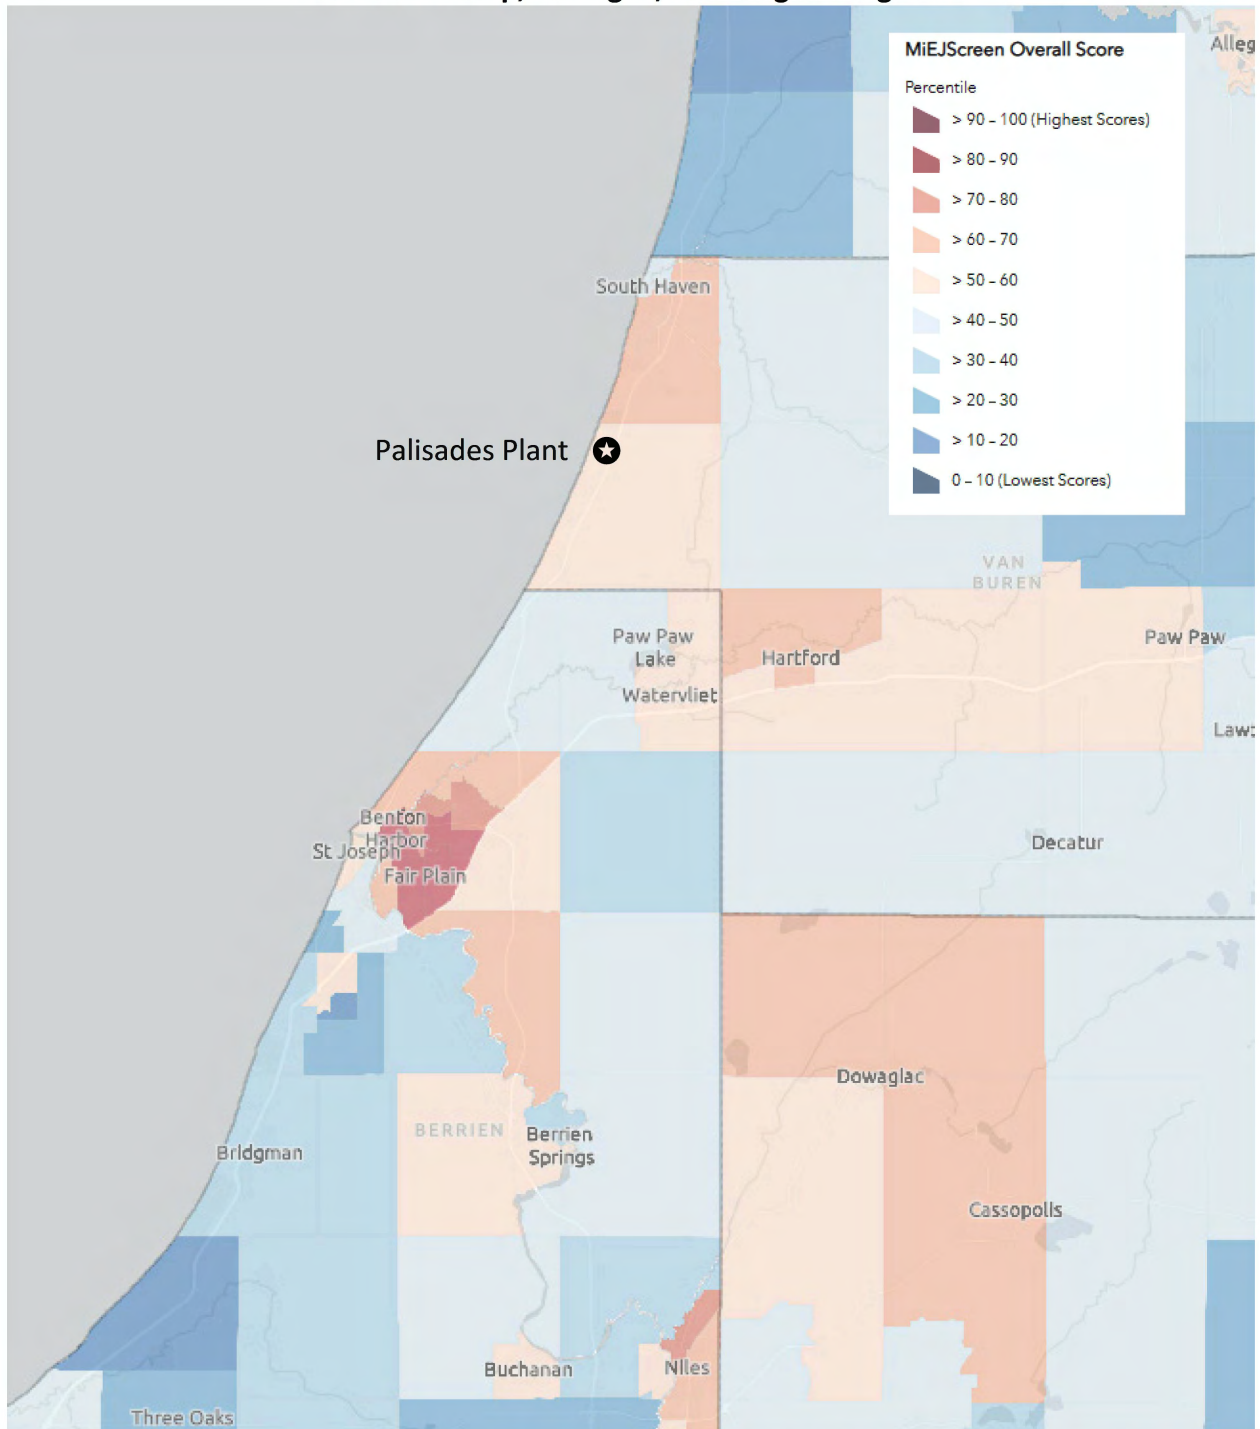 MiEJScreen Overall Score
Percentile
> 90 – 100 (Highest Scores)
> 80 – 90
> 70 – 80
> 60 – 70
> 50 – 60
> 40 – 50
> 30 – 40
> 20 – 30
> 10 – 20
0 – 10 (Lowest Scores)
Alleg
South Haven
Palisades Plant
VAN
BUREN
Paw Paw
Lake
Paw Paw
Hartford
Watervliet
Decatur
Benton
Harbor
St Joseph
Fair Plain
Dowagiac
BERRIEN
Berrien
Springs
Bridgman
Cassopolis
Buchanan
Niles
Three Oaks